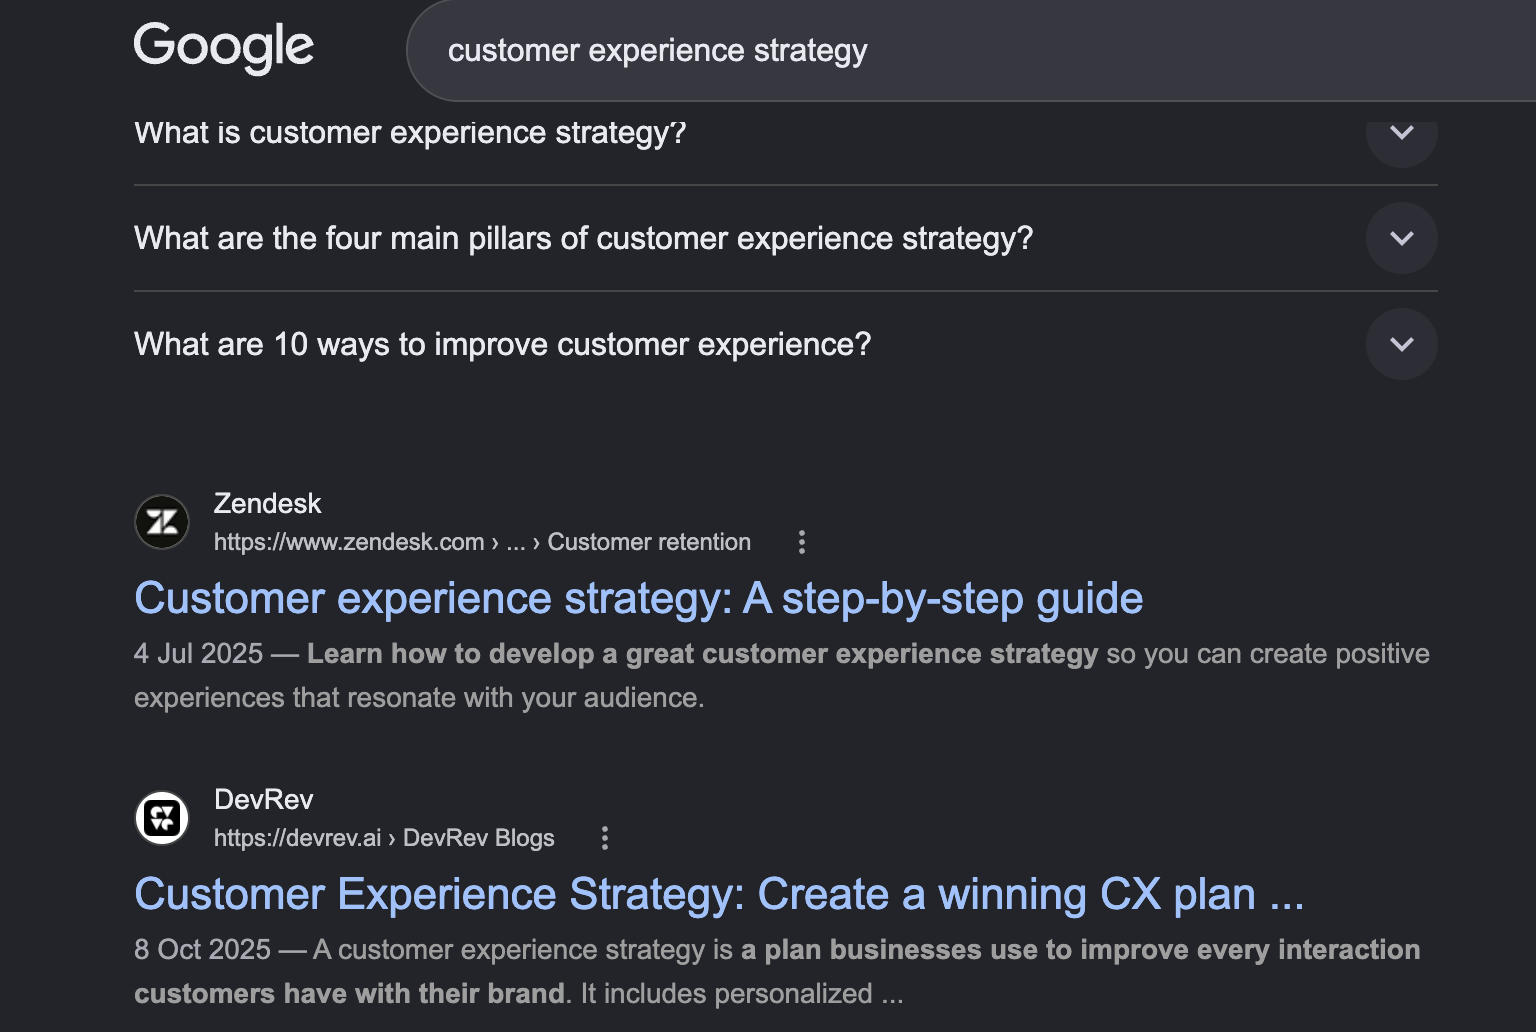 Google
customer experience strategy
What is customer experience strategy?
What are the four main pillars of customer experience strategy?
What are 10 ways to improve customer experience?
Zendesk
https://www.zendesk.com › ... › Customer retention
Customer experience strategy: A step-by-step guide
4 Jul 2025 — Learn how to develop a great customer experience strategy so you can create positive
experiences that resonate with your audience.
DevRev
https://devrev.ai › DevRev Blogs
Customer Experience Strategy: Create a winning CX plan ...
8 Oct 2025 — A customer experience strategy is a plan businesses use to improve every interaction
customers have with their brand. It includes personalized ...